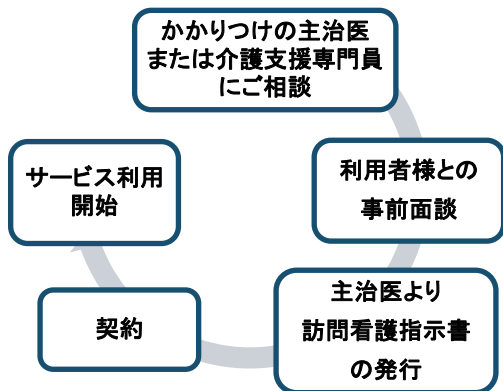 かかりつけの主治医
または介護支援専門員
にご相談
利用者様との
事前面談
主治医より
訪問看護指示書
の発行
契約
サービス利用
開始